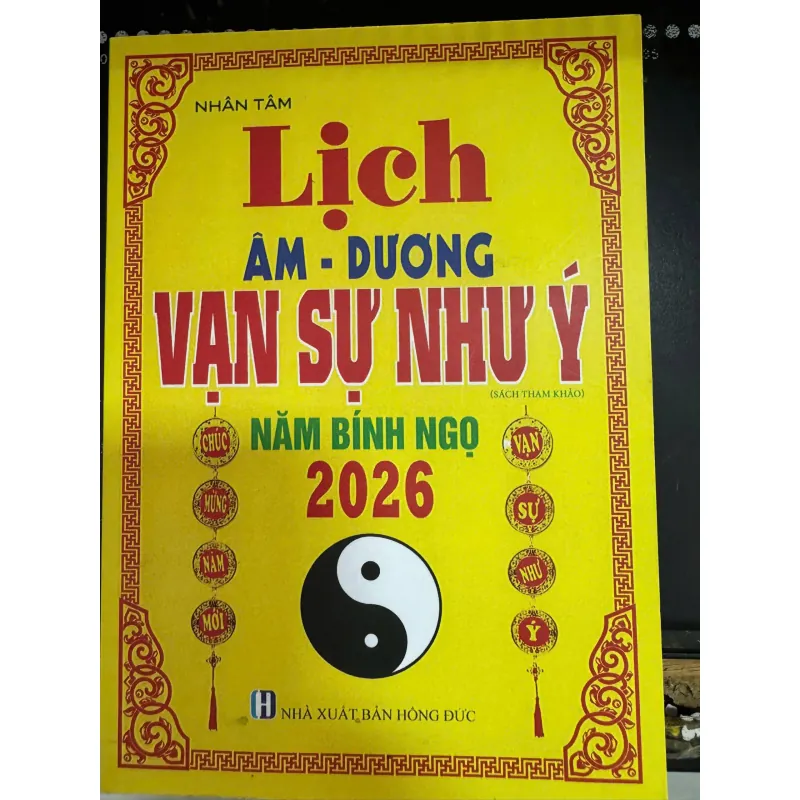 NHÂN TÂM
Lịch
ÂM - DƯƠNG
VẠN SỰ NHƯ Ý
(SÁCH THAM KHẢO)
NĂM BÍNH NGỌ
2026
CHÚC
MỪNG
NĂM
MỚI
VẠN
SỰ
NHƯ
Ý
NHÀ XUẤT BẢN HỒNG ĐỨC